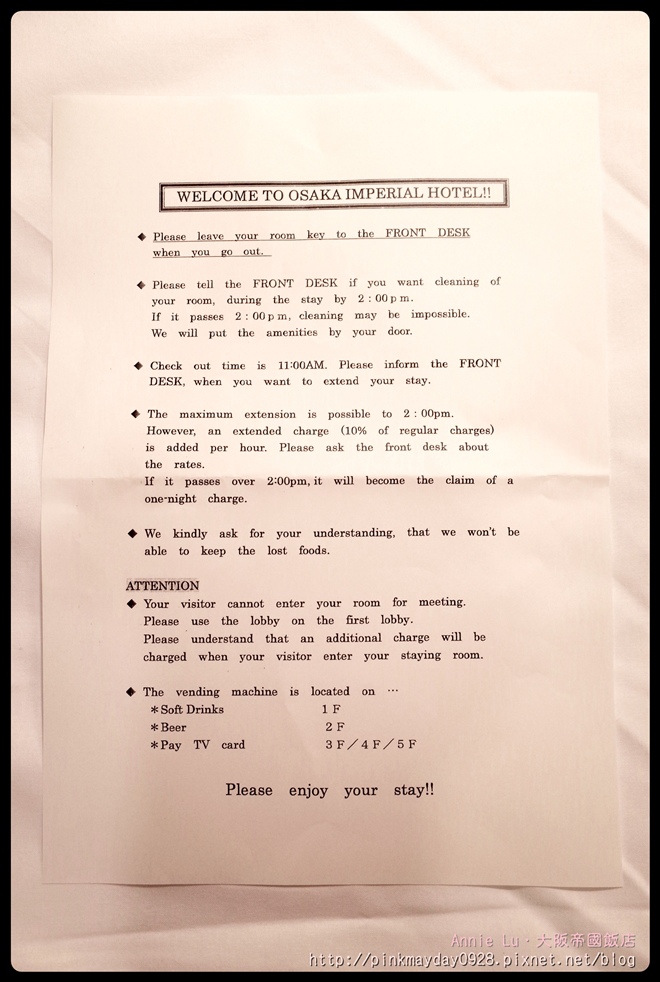 WELCOME TO OSAKA IMPERIAL HOTEL!!
◆ Please leave your room key to the FRONT DESK
when you go out.
◆ Please tell the FRONT DESK if you want cleaning of
your room, during the stay by 2：00pm.
If it passes 2：00pm, cleaning may be impossible.
We will put the amenities by your door.
◆ Check out time is 11:00AM. Please inform the FRONT
DESK, when you want to extend your stay.
◆ The maximum extension is possible to 2：00pm.
However, an extended charge (10% of regular charges)
is added per hour. Please ask the front desk about
the rates.
If it passes over 2:00pm, it will become the claim of a
one-night charge.
◆ We kindly ask for your understanding, that we won't be
able to keep the lost foods.
ATTENTION
◆ Your visitor cannot enter your room for meeting.
Please use the lobby on the first lobby.
Please understand that an additional charge will be
charged when your visitor enter your staying room.
◆ The vending machine is located on …
＊Soft Drinks 1F
＊Beer 2F
＊Pay TV card 3F／4F／5F
Please enjoy your stay!!
Annie Lu・大阪帝國飯店
http://pinkmayday0928.pixnet.net/blog